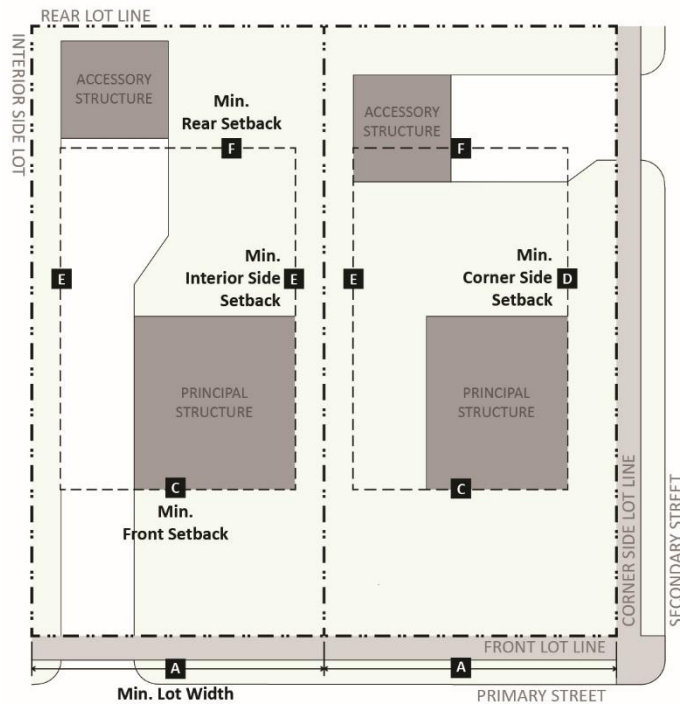 REAR LOT LINE
INTERIOR SIDE LOT
ACCESSORY
STRUCTURE
Min.
Rear Setback
F
ACCESSORY
STRUCTURE
F
E
Min.
Interior Side
Setback
E
E
Min.
Corner Side
Setback
D
PRINCIPAL
STRUCTURE
PRINCIPAL
STRUCTURE
C
Min.
Front Setback
C
CORNER SIDE LOT LINE
SECONDARY STREET
FRONT LOT LINE
A
A
Min. Lot Width
PRIMARY STREET